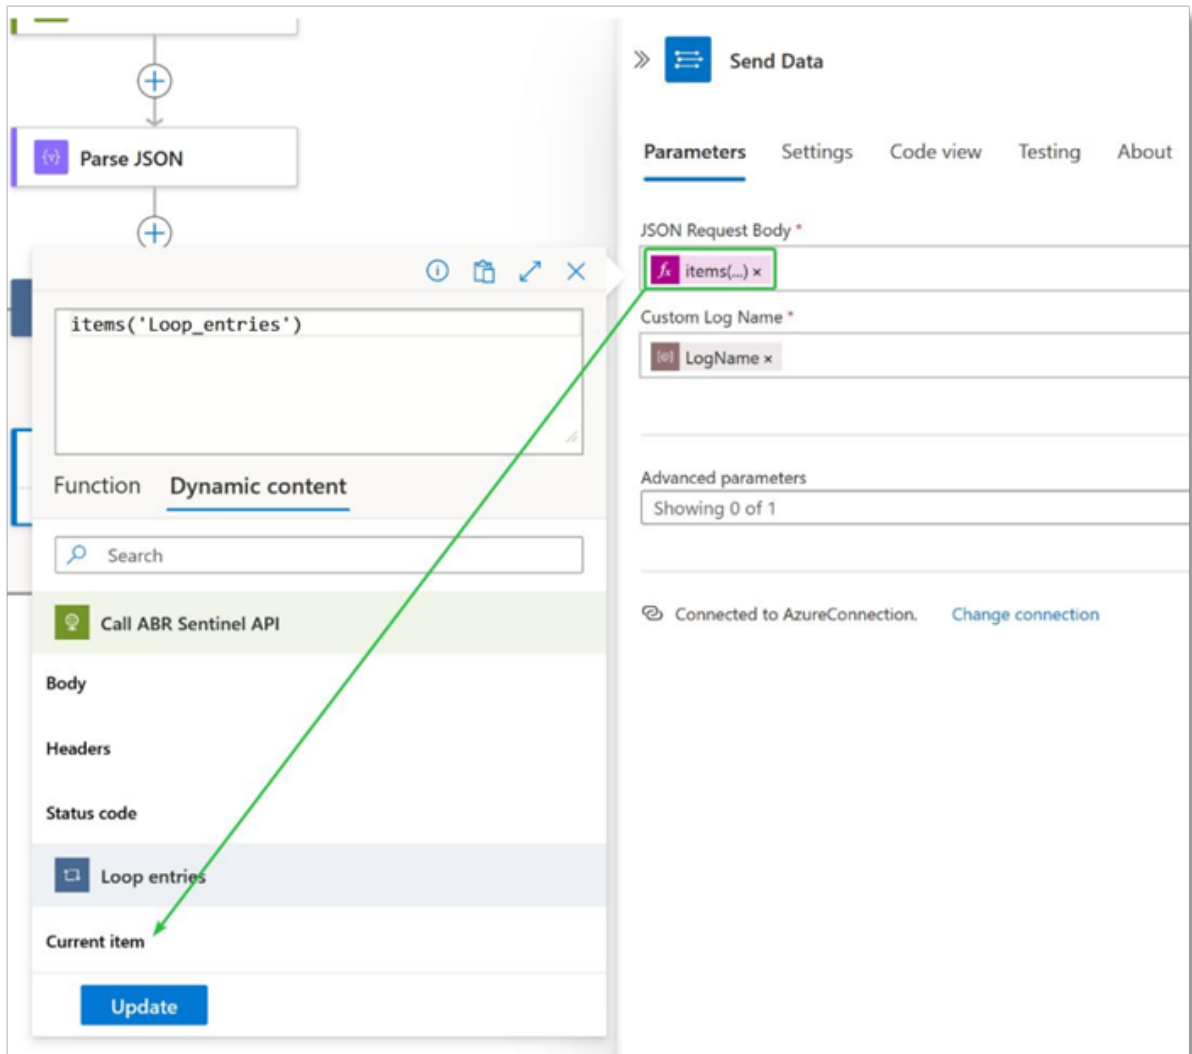 Parse JSON
items('Loop_entries')
Function Dynamic content
Search
Call ABR Sentinel API
Body
Headers
Status code
Loop entries
Current item
Update
Send Data
Parameters Settings Code view Testing About
JSON Request Body *
fx items(...) ×
Custom Log Name *
LogName ×
Advanced parameters
Showing 0 of 1
Connected to AzureConnection. Change connection